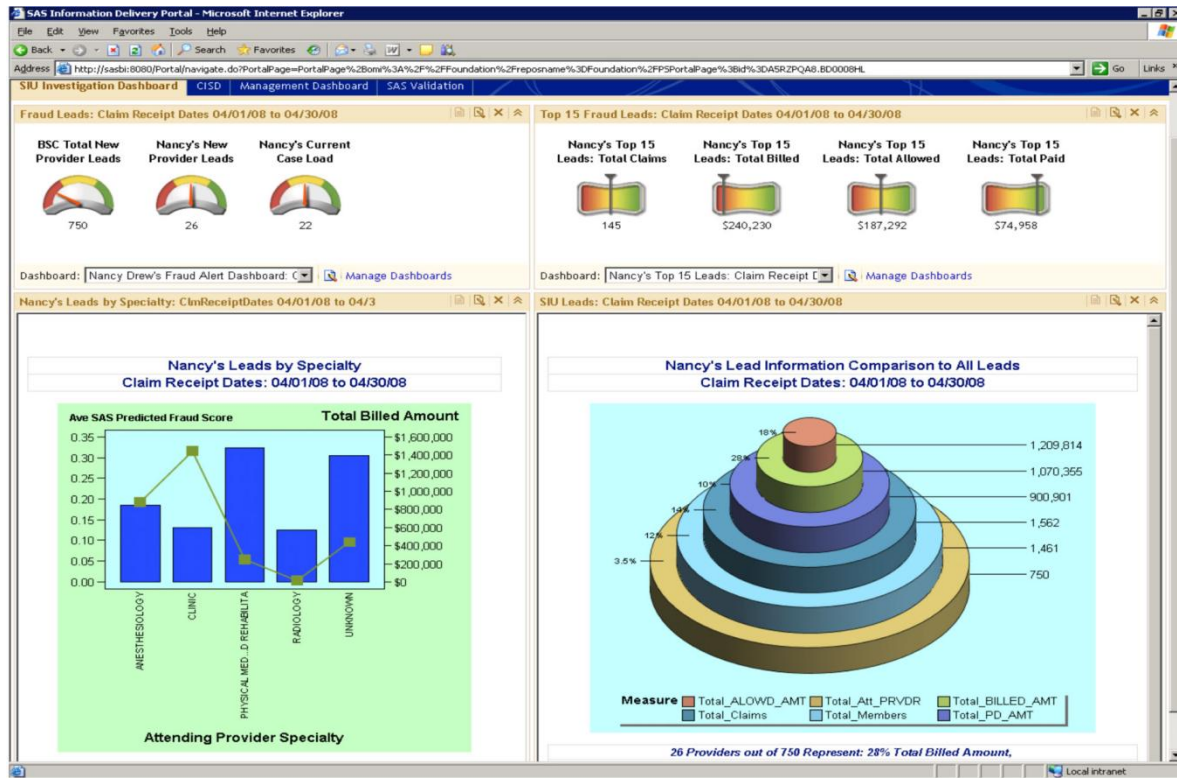 SAS Information Delivery Portal - Microsoft Internet Explorer
File Edit View Favorites Tools Help
Back Search Favorites
Address http://sasbi:8080/Portal/navigate.do?PortalPage=PortalPage%2Bomi%3A%2F%2FFoundation%2Freposname%3DFoundation%2FPSPortalPage%3Bid%3DA5RZPQA8.BD0008HL Go Links
SIU Investigation Dashboard CISD Management Dashboard SAS Validation
Fraud Leads: Claim Receipt Dates 04/01/08 to 04/30/08
BSC Total New Provider Leads
Nancy's New Provider Leads
Nancy's Current Case Load
750 26 22
Dashboard: Nancy Drew's Fraud Alert Dashboard: C Manage Dashboards
Top 15 Fraud Leads: Claim Receipt Dates 04/01/08 to 04/30/08
Nancy's Top 15 Leads: Total Claims
Nancy's Top 15 Leads: Total Billed
Nancy's Top 15 Leads: Total Allowed
Nancy's Top 15 Leads: Total Paid
145 $240,230 $187,292 $74,958
Dashboard: Nancy's Top 15 Leads: Claim Receipt D Manage Dashboards
Nancy's Leads by Specialty: ClmReceiptDates 04/01/08 to 04/3
Nancy's Leads by Specialty
Claim Receipt Dates: 04/01/08 to 04/30/08
Ave SAS Predicted Fraud Score Total Billed Amount
0.35 $1,600,000
0.30 $1,400,000
0.25 $1,200,000
0.20 $1,000,000
0.15 $800,000
0.10 $600,000
0.05 $400,000
0.00 $200,000
$0
ANESTHESIOLOGY
CLINIC
PHYSICAL MED...D REHABILITA
RADIOLOGY
UNKNOWN
Attending Provider Specialty
SIU Leads: Claim Receipt Dates 04/01/08 to 04/30/08
Nancy's Lead Information Comparison to All Leads
Claim Receipt Dates: 04/01/08 to 04/30/08
18% 1,209,814
28% 1,070,355
10% 900,901
14% 1,562
12% 1,461
3.5% 750
Measure Total_ALOWD_AMT Total_Att_PRVDR Total_BILLED_AMT
Total_Claims Total_Members Total_PD_AMT
26 Providers out of 750 Represent: 28% Total Billed Amount,
Local intranet